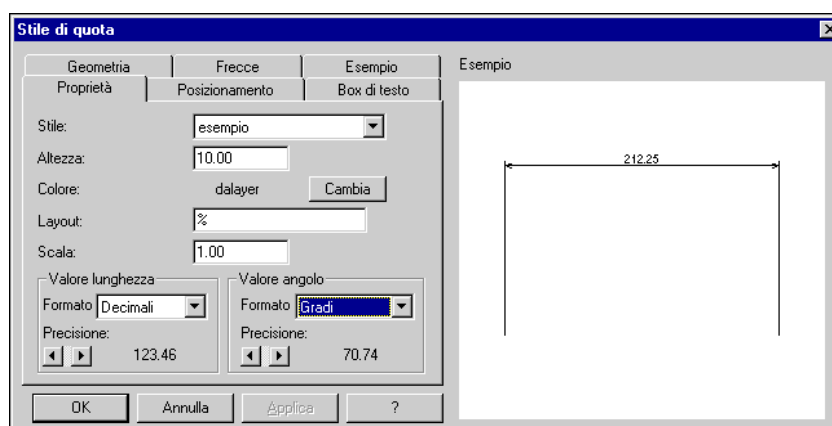 Stile di quota
Geometria Frecce Esempio
Proprietà Posizionamento Box di testo
Stile: esempio
Altezza: 10.00
Colore: dalayer Cambia
Layout: %
Scala: 1.00
Valore lunghezza Valore angolo
Formato Decimali Formato Gradi
Precisione: Precisione:
123.46 70.74
OK Annulla Applica ?
Esempio
212.25